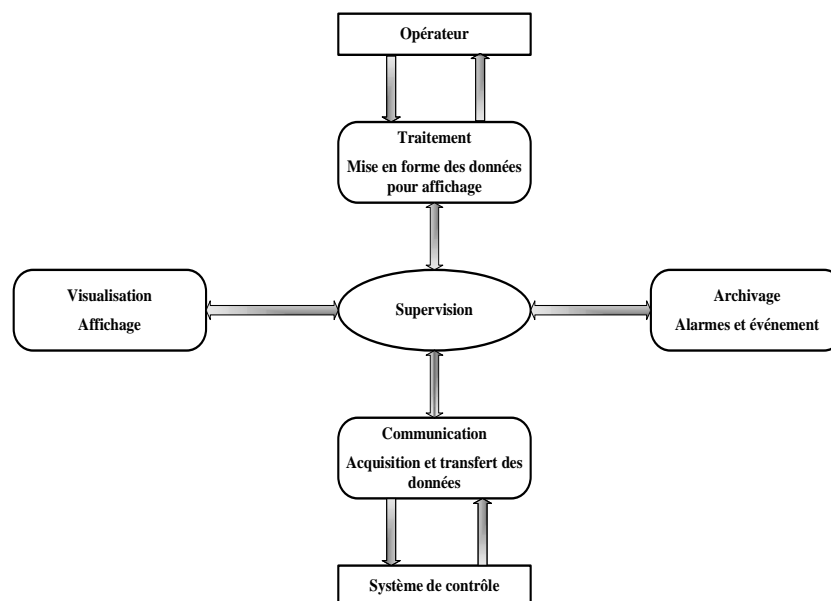 Opérateur
Traitement
Mise en forme des données
pour affichage
Visualisation
Affichage
Supervision
Archivage
Alarmes et événement
Communication
Acquisition et transfert des
données
Système de contrôle